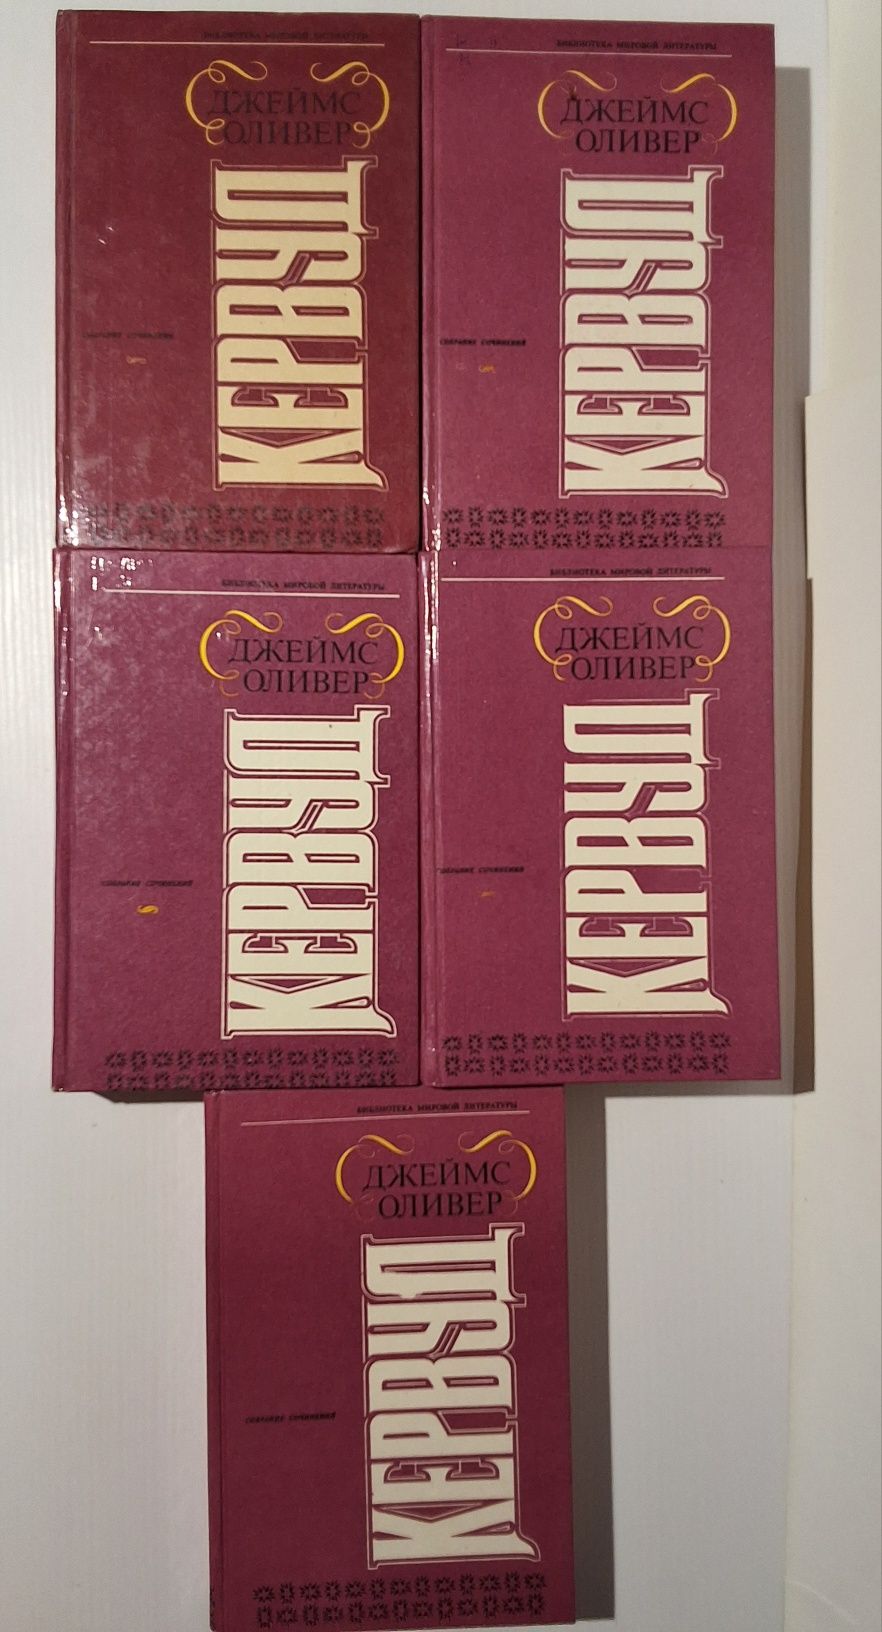 БИБЛИОТЕКА МИРОВОЙ ЛИТЕРАТУРЫ
ДЖЕЙМС
ОЛИВЕР
КЕРВУД
СОБРАНИЕ СОЧИНЕНИЙ
БИБЛИОТЕКА МИРОВОЙ ЛИТЕРАТУРЫ
ДЖЕЙМС
ОЛИВЕР
КЕРВУД
СОБРАНИЕ СОЧИНЕНИЙ
БИБЛИОТЕКА МИРОВОЙ ЛИТЕРАТУРЫ
ДЖЕЙМС
ОЛИВЕР
КЕРВУД
СОБРАНИЕ СОЧИНЕНИЙ
БИБЛИОТЕКА МИРОВОЙ ЛИТЕРАТУРЫ
ДЖЕЙМС
ОЛИВЕР
КЕРВУД
СОБРАНИЕ СОЧИНЕНИЙ
БИБЛИОТЕКА МИРОВОЙ ЛИТЕРАТУРЫ
ДЖЕЙМС
ОЛИВЕР
КЕРВУД
СОБРАНИЕ СОЧИНЕНИЙ